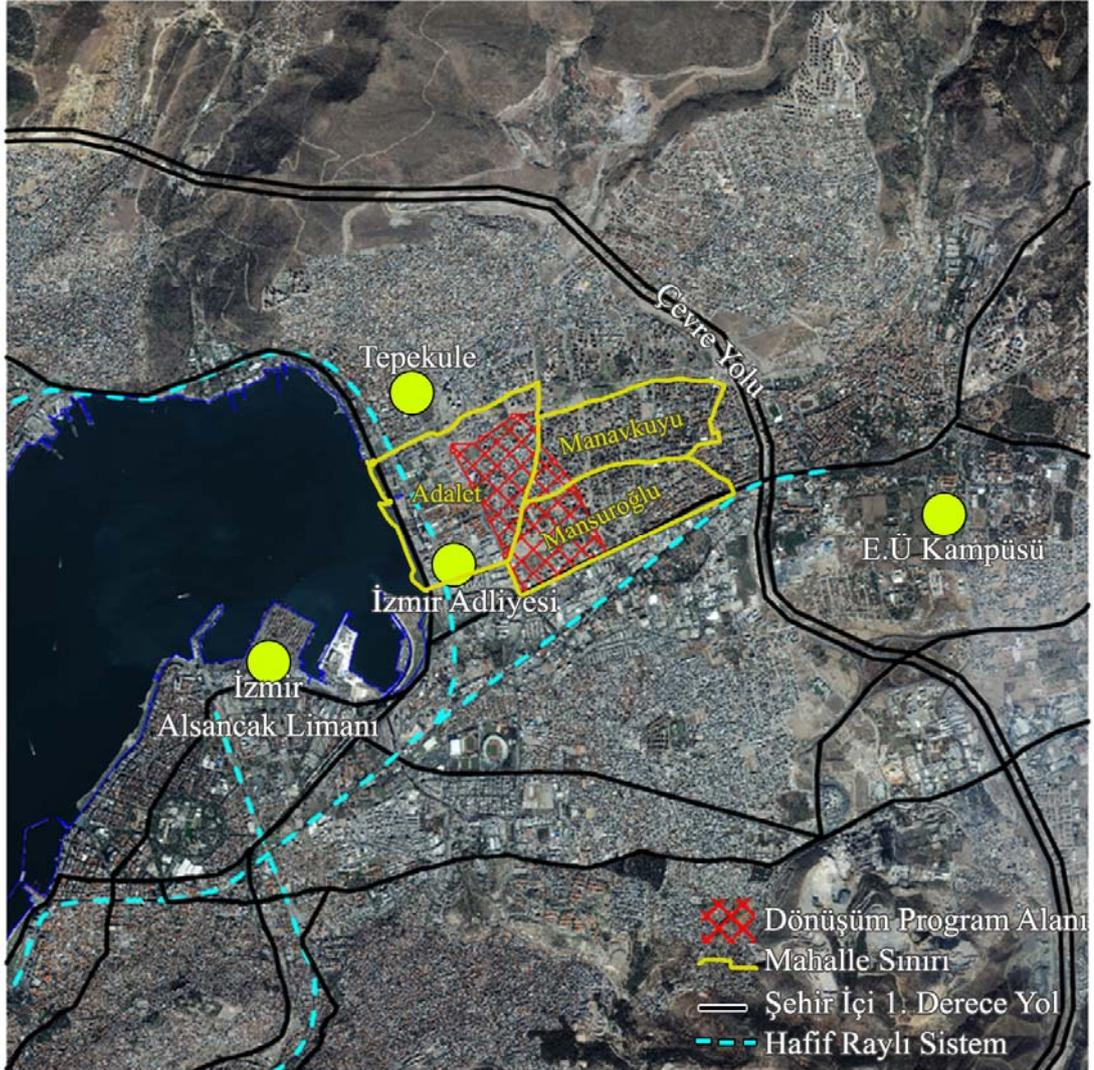 Çevre Yolu
Tepekule
Manavkuyu
Adalet
Mansuroğlu
E.Ü Kampüsü
İzmir Adliyesi
İzmir
Alsancak Limanı
Dönüşüm Program Alanı
Mahalle Sınırı
Şehir İçi 1. Derece Yol
Hafif Raylı Sistem